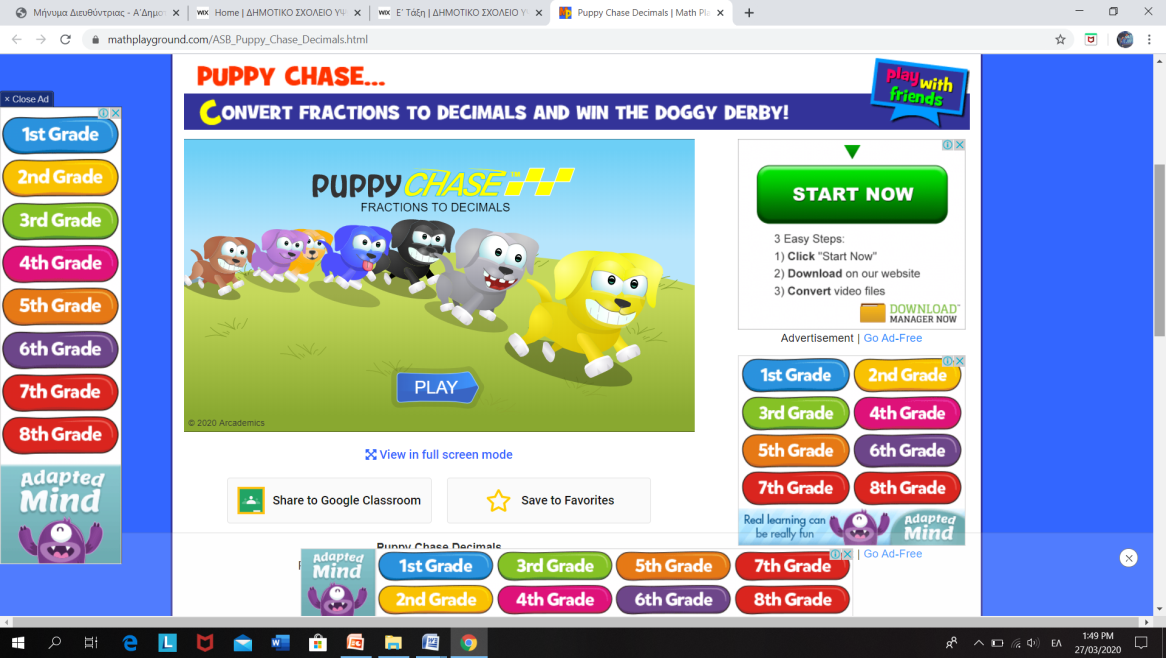 Μήνυμα Διευθύντριας - Α΄Δημοτ
Home | ΔΗΜΟΤΙΚΟ ΣΧΟΛΕΙΟ ΥΨ
Ε' Τάξη | ΔΗΜΟΤΙΚΟ ΣΧΟΛΕΙΟ ΥΨ
Puppy Chase Decimals | Math Pla
mathplayground.com/ASB_Puppy_Chase_Decimals.html
PUPPY CHASE...
CONVERT FRACTIONS TO DECIMALS AND WIN THE DOGGY DERBY!
play with
friends
× Close Ad
1st Grade
2nd Grade
3rd Grade
4th Grade
5th Grade
6th Grade
7th Grade
8th Grade
Adapted
Mind
PUPPY CHASE™
FRACTIONS TO DECIMALS
PLAY
© 2020 Arcademics
View in full screen mode
Share to Google Classroom
Save to Favorites
Puppy Chase Decimals
START NOW
3 Easy Steps:
1) Click "Start Now"
2) Download on our website
3) Convert video files
DOWNLOAD™
MANAGER NOW
Advertisement | Go Ad-Free
1st Grade 2nd Grade
3rd Grade 4th Grade
5th Grade 6th Grade
7th Grade 8th Grade
Real learning can
be really fun
Adapted
Mind
| Go Ad-Free
Adapted
Mind
1st Grade 3rd Grade 5th Grade 7th Grade
2nd Grade 4th Grade 6th Grade 8th Grade
ΕΛ
1:49 PM
27/03/2020